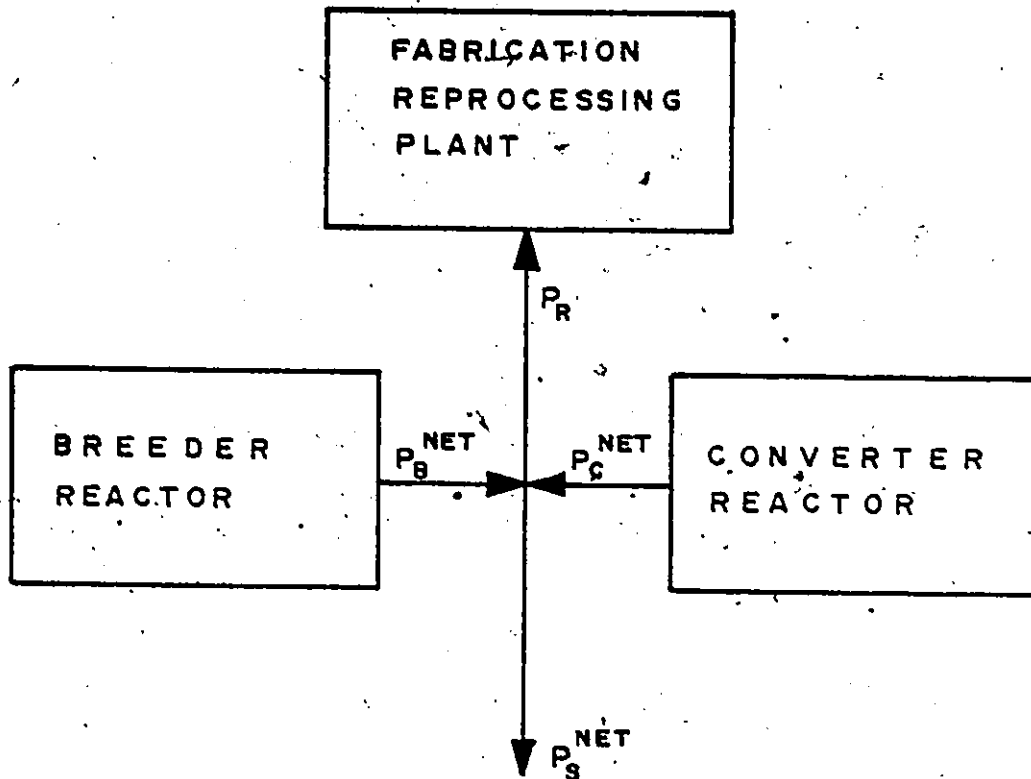 FABRICATION
REPROCESSING
PLANT
P_R
BREEDER
REACTOR
P_B^NET
P_C^NET
CONVERTER
REACTOR
P_S^NET